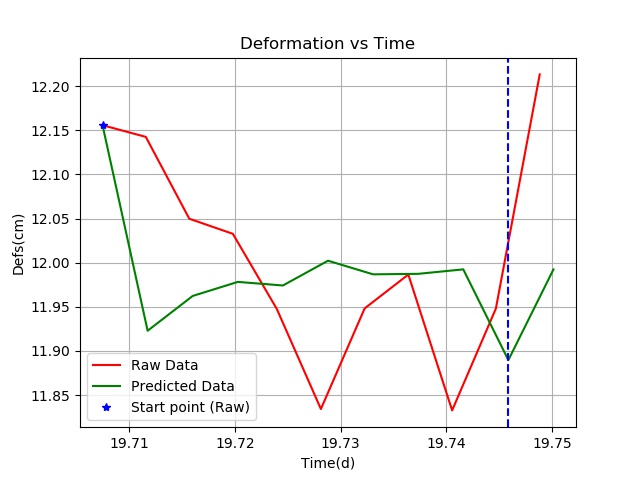 Deformation vs Time
Defs(cm)
12.20
12.15
12.10
12.05
12.00
11.95
11.90
11.85
Raw Data
Predicted Data
Start point (Raw)
19.71 19.72 19.73 19.74 19.75
Time(d)